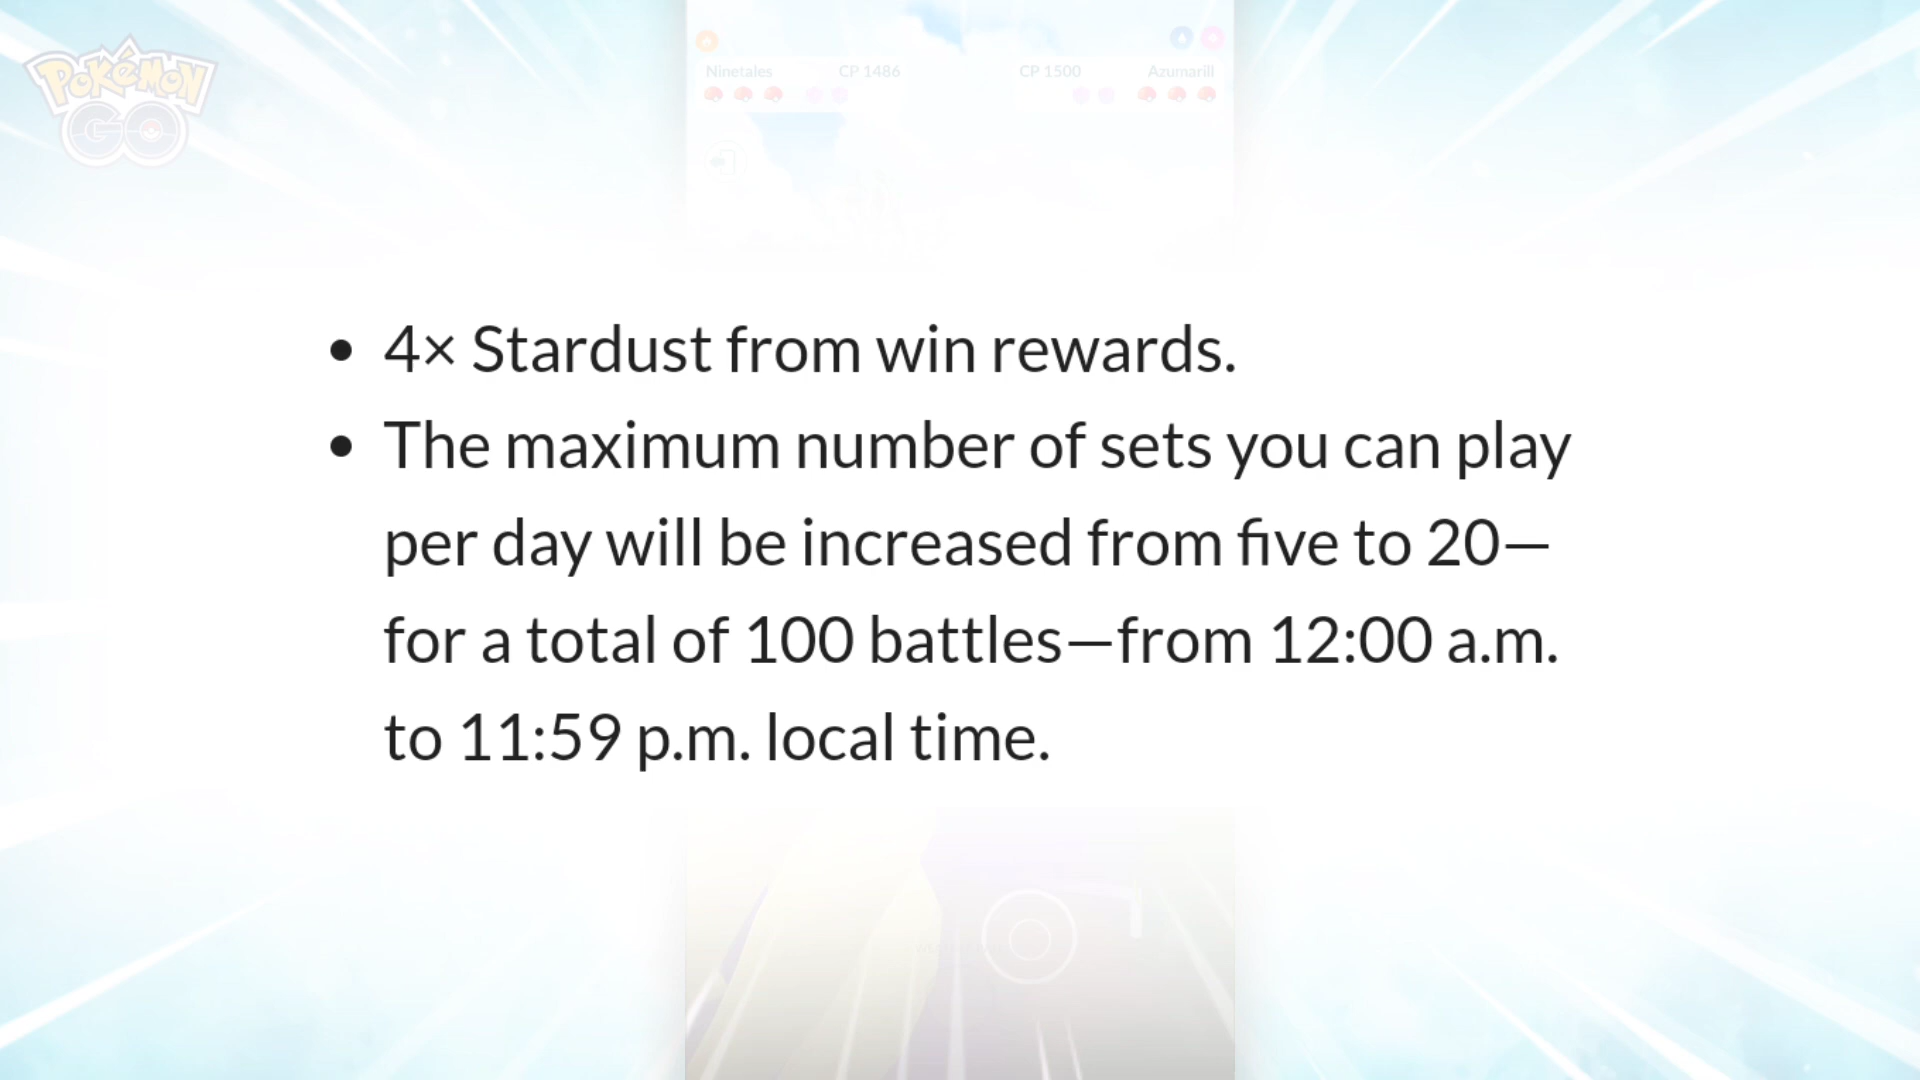 POKÉMON
GO
Ninetales CP 1486 CP 1500 Azumarill
• 4× Stardust from win rewards.
• The maximum number of sets you can play
per day will be increased from five to 20—
for a total of 100 battles—from 12:00 a.m.
to 11:59 p.m. local time.